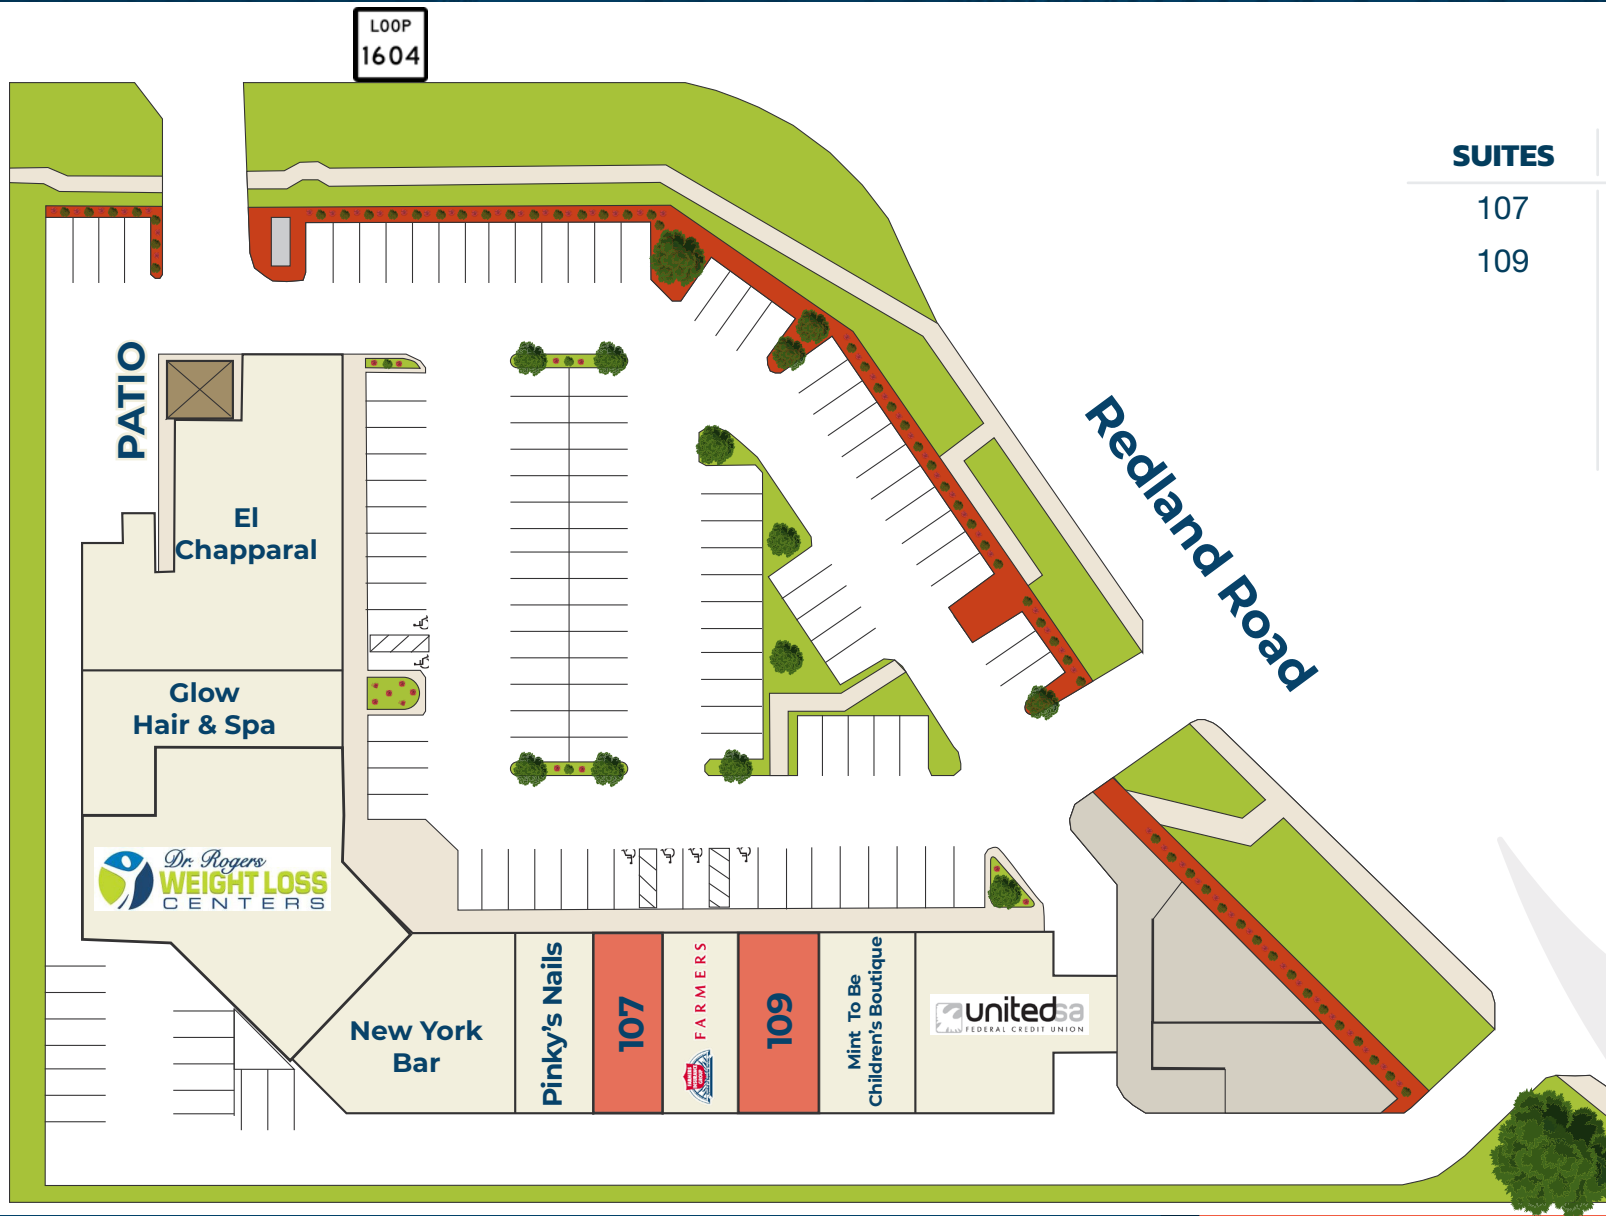 LOOP
1604
SUITES
107
109
PATIO
Redland Road
El
Chapparal
Glow
Hair & Spa
Dr. Rogers
WEIGHT LOSS
CENTERS
New York
Bar
Pinky's Nails
107
FARMERS
109
Mint To Be
Children's Boutique
unitedsa
FEDERAL CREDIT UNION